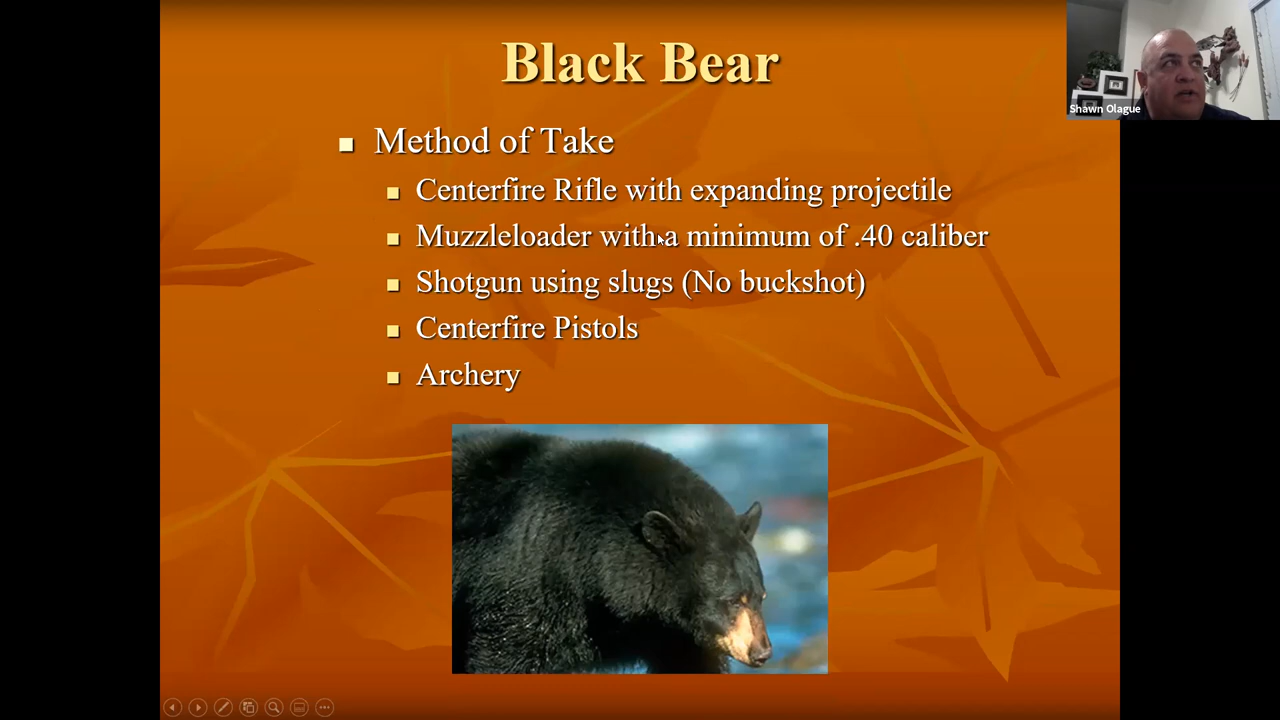 Black Bear
Shawn Olague
Method of Take
Centerfire Rifle with expanding projectile
Muzzleloader with a minimum of .40 caliber
Shotgun using slugs (No buckshot)
Centerfire Pistols
Archery